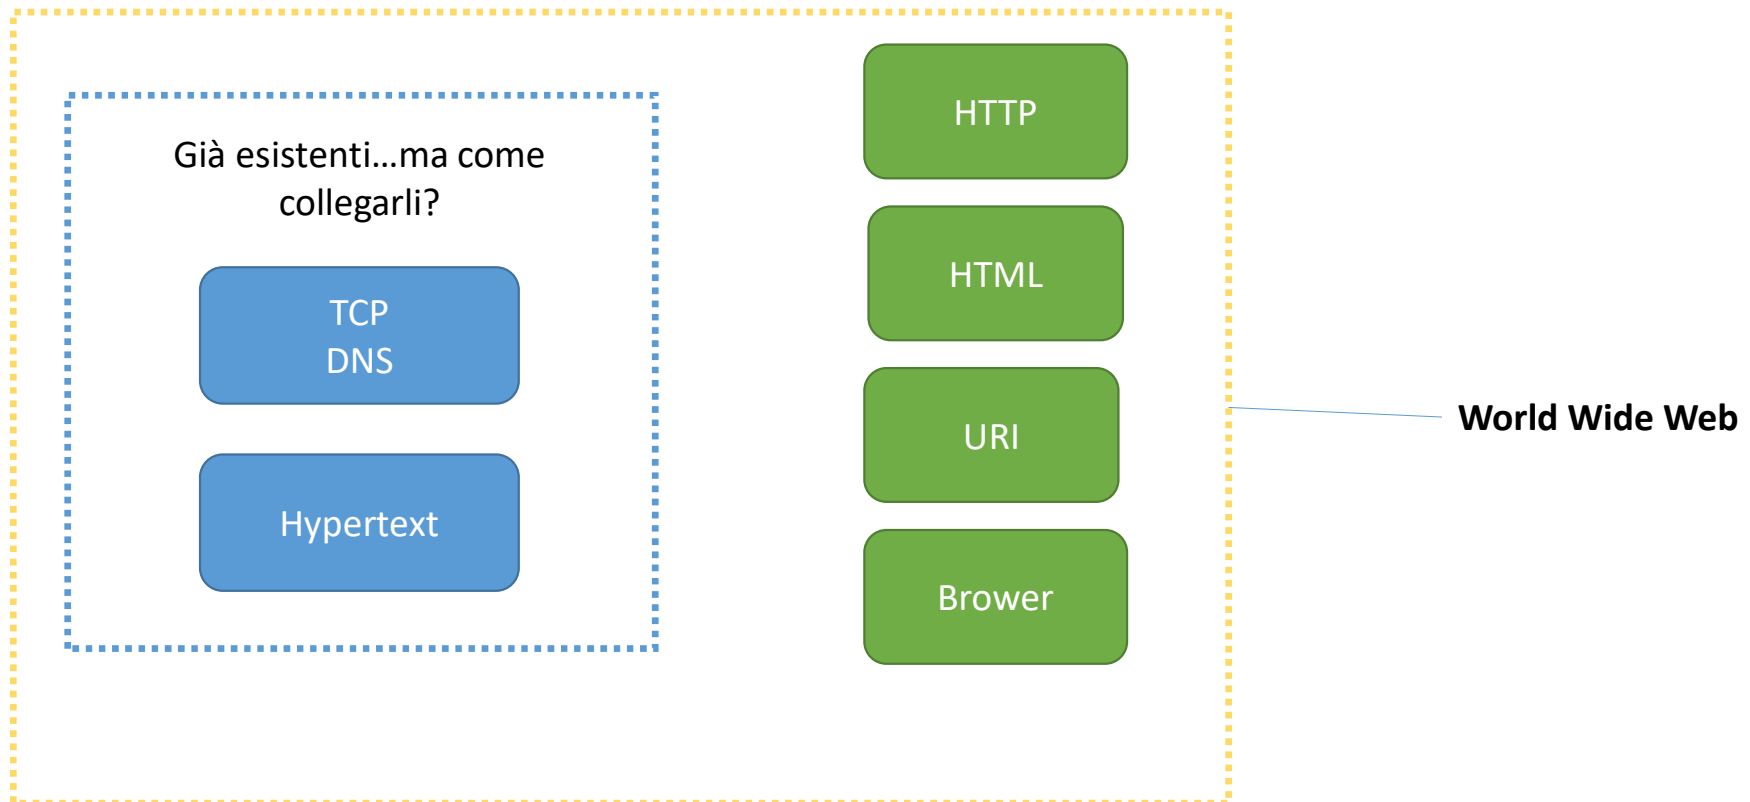 Già esistenti...ma come
collegarli?
TCP
DNS
Hypertext
HTTP
HTML
URI
Brower
World Wide Web